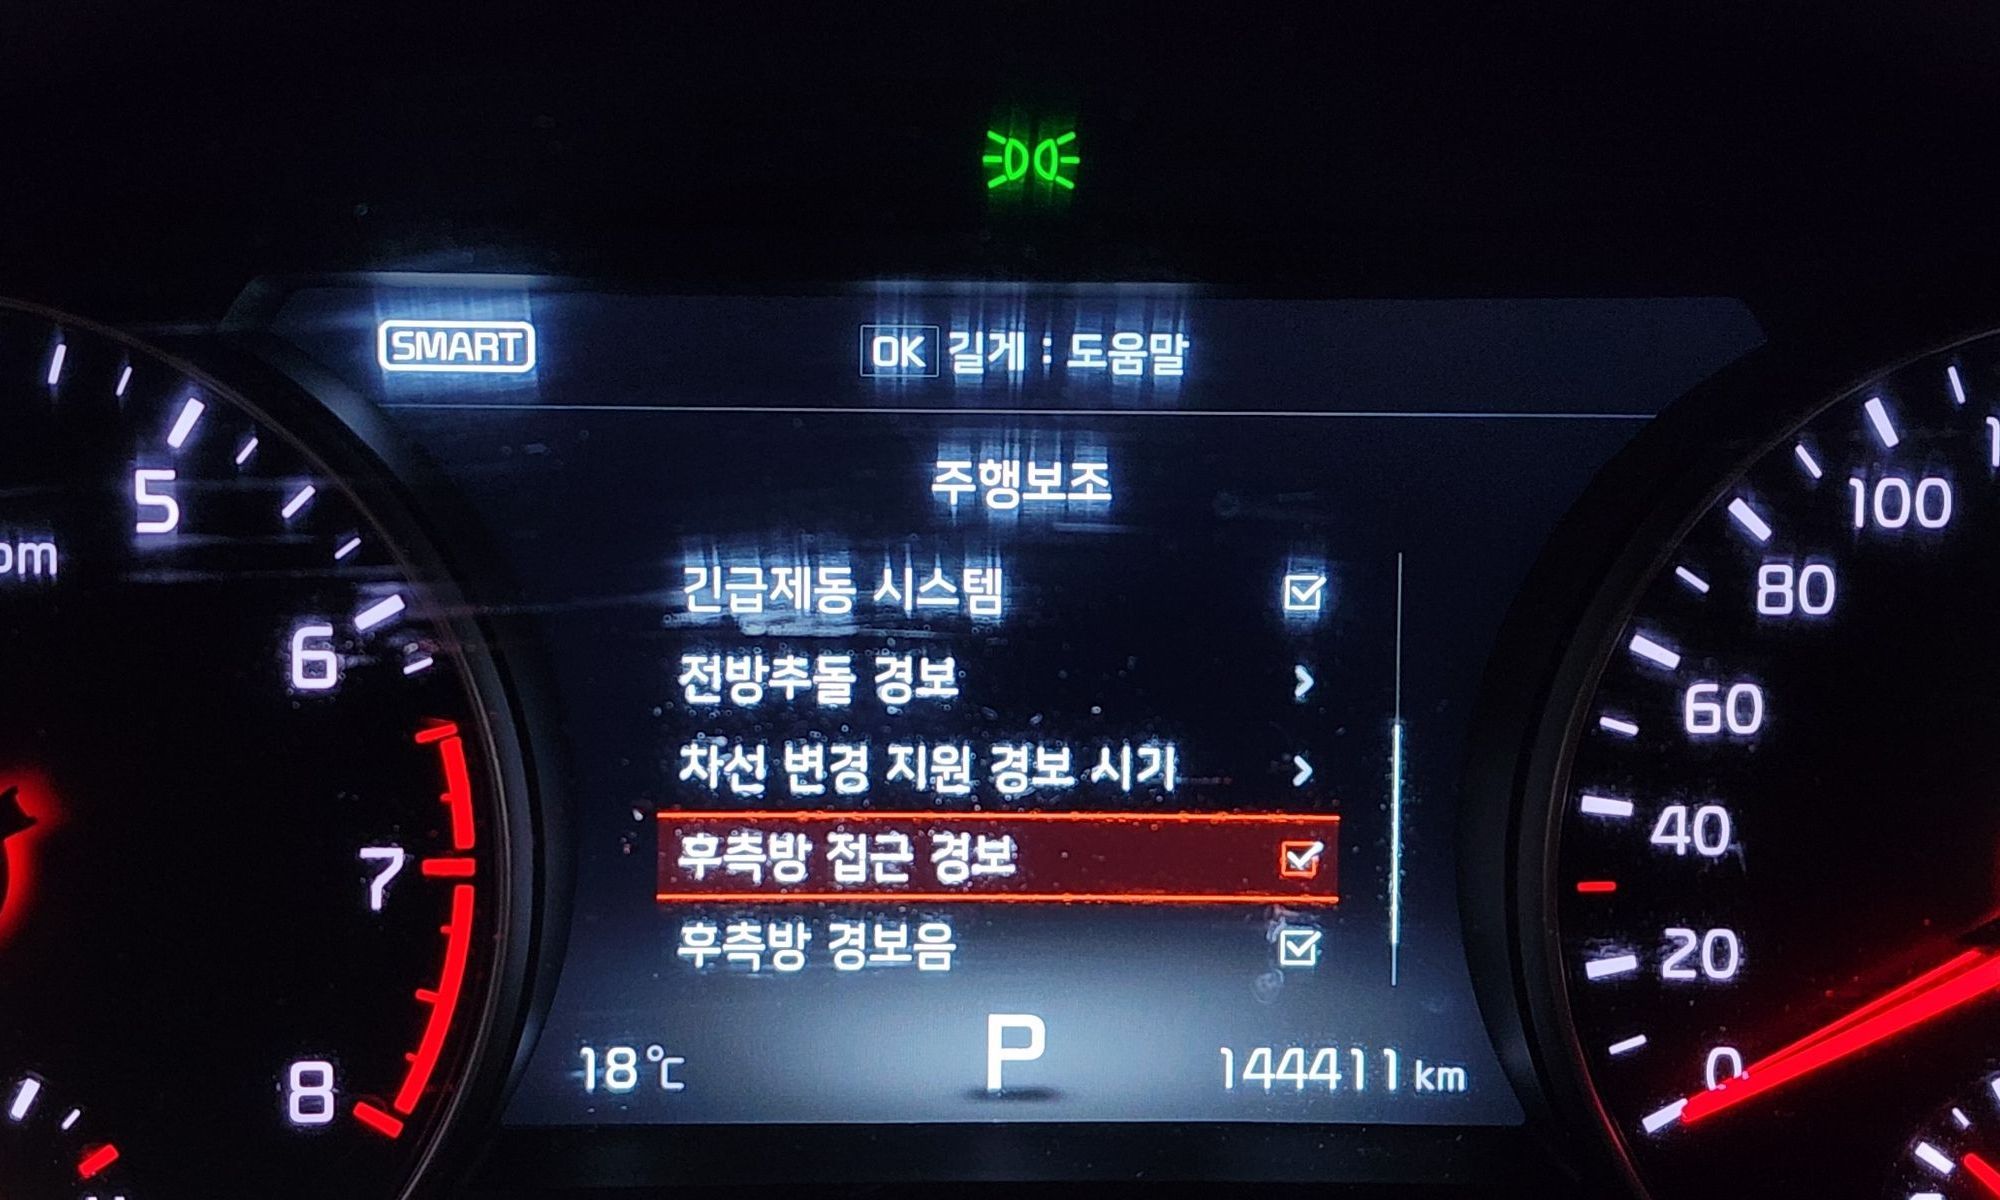 SMART
OK 길게 : 도움말
주행보조
긴급제동 시스템
전방추돌 경보
차선 변경 지원 경보 시기
후측방 접근 경보
후측방 경보음
18℃
P
144411 km
5
6
7
8
100
80
60
40
20
0